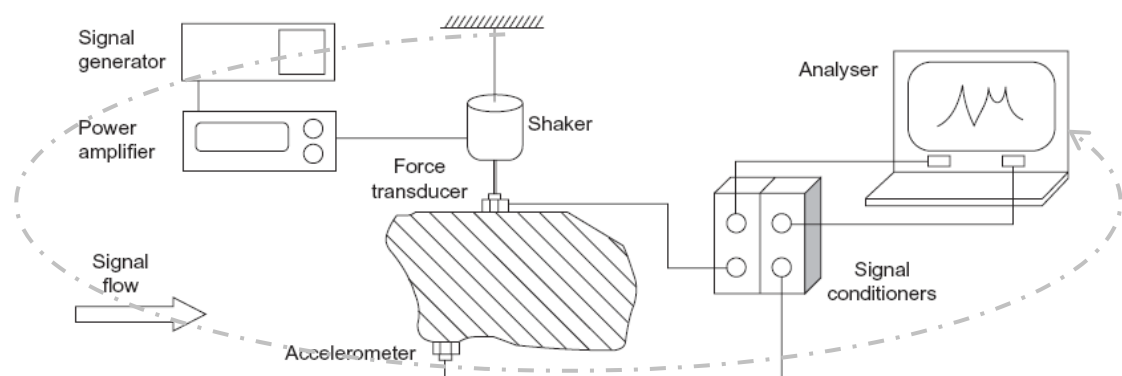 Signal
generator
Analyser
Power
amplifier
Shaker
Force
transducer
Signal
flow
Signal
conditioners
Accelerometer